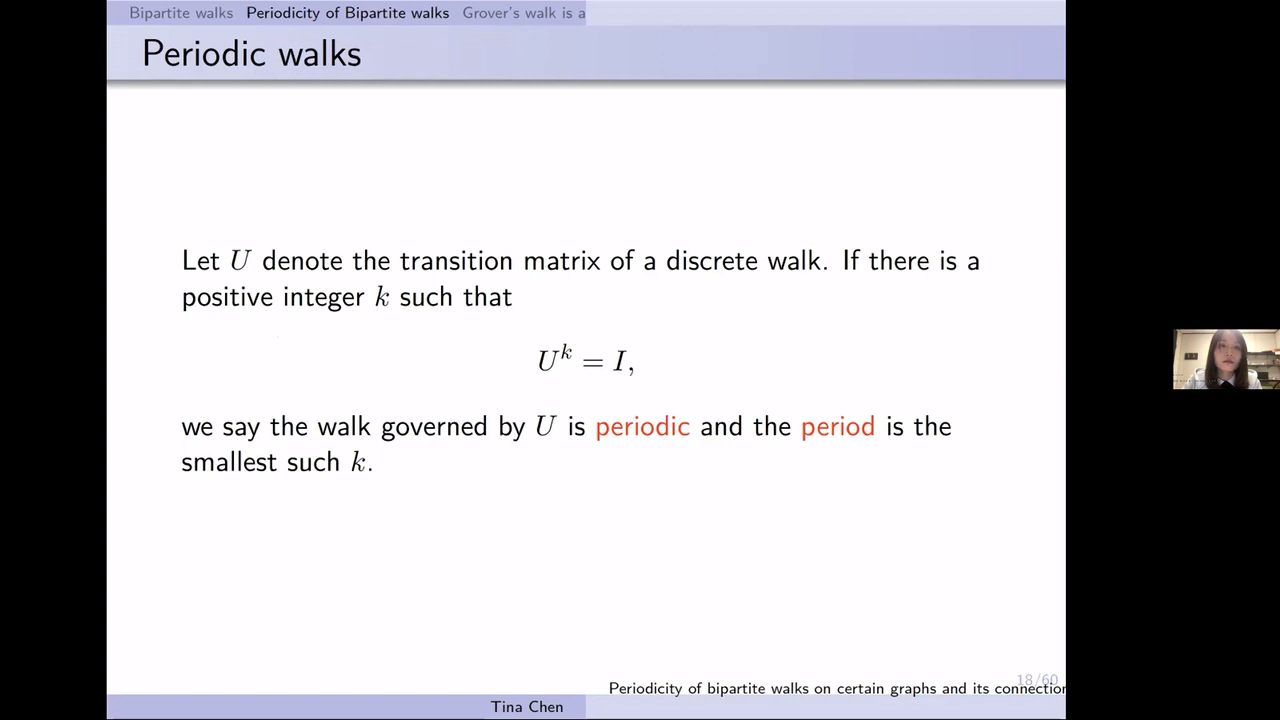 Bipartite walks Periodicity of Bipartite walks Grover's walk is a
Periodic walks
Let U denote the transition matrix of a discrete walk. If there is a
positive integer k such that
U^k = I,
we say the walk governed by U is periodic and the period is the
smallest such k.
18/60
Periodicity of bipartite walks on certain graphs and its connection
Tina Chen